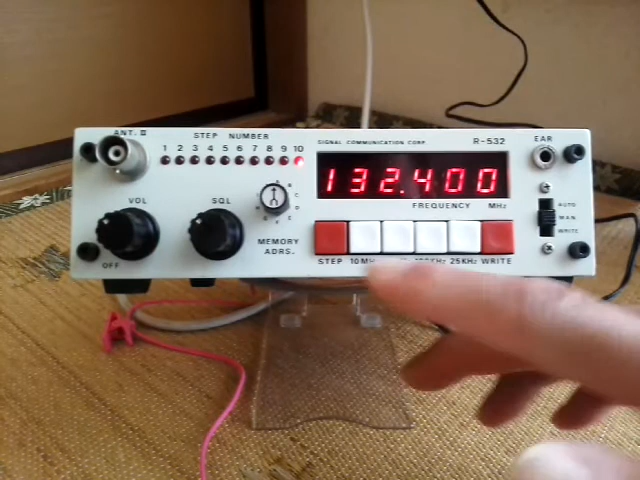 ANT. II
STEP NUMBER
1 2 3 4 5 6 7 8 9 10
SIGNAL COMMUNICATION CORP.
R-532
EAR
132.400
FREQUENCY MHz
VOL
SQL
OFF
MEMORY
ADRS.
AUTO
MAN.
WRITE
STEP 10MHz 25KHz WRITE